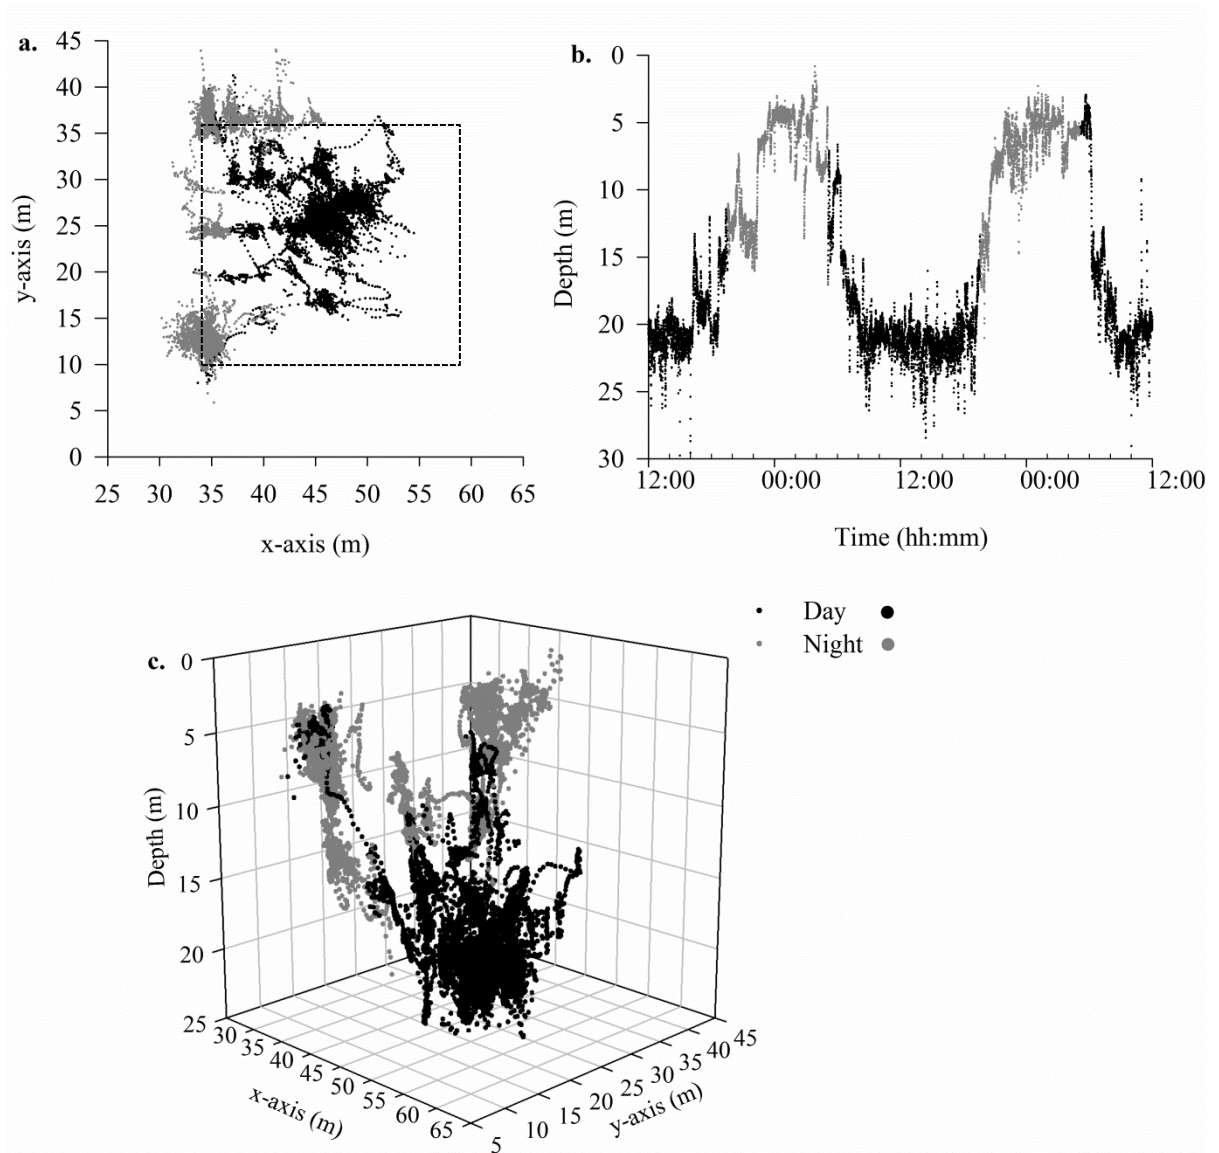 a.
45
40
35
30
25
20
15
10
5
0
y-axis (m)
25 30 35 40 45 50 55 60 65
x-axis (m)
b.
0
5
10
15
20
25
30
Depth (m)
12:00 00:00 12:00 00:00 12:00
Time (hh:mm)
Day
Night
c.
0
5
10
15
20
25
Depth (m)
30 35 40 45 50 55 60 65
x-axis (m)
5 10 15 20 25 30 35 40 45
y-axis (m)